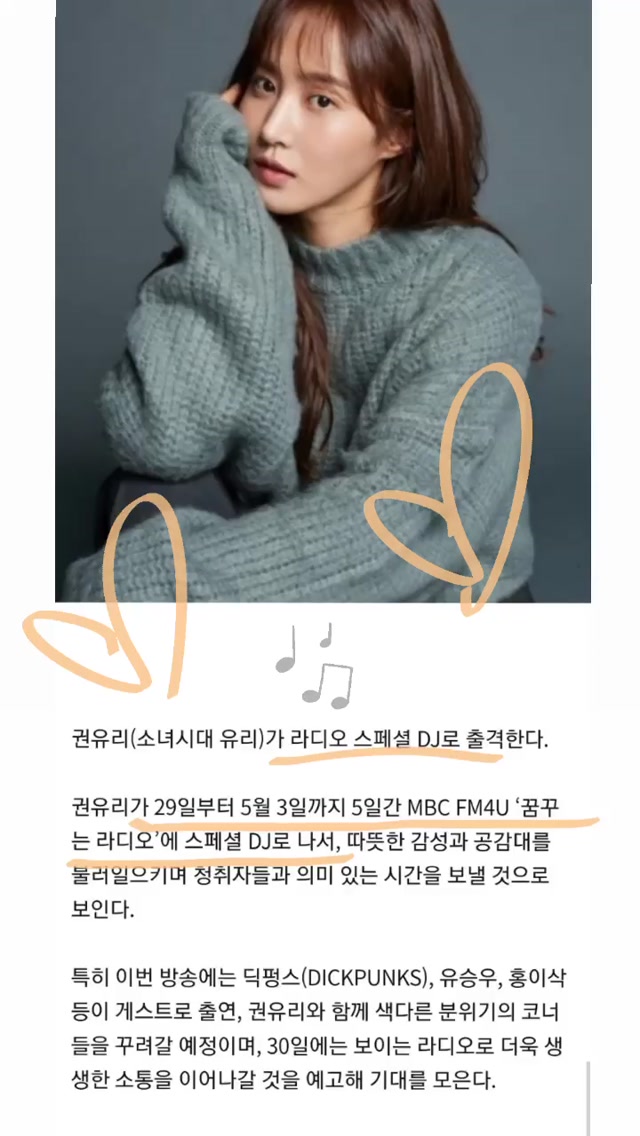 권유리(소녀시대 유리)가 라디오 스페셜 DJ로 출격한다.
권유리가 29일부터 5월 3일까지 5일간 MBC FM4U ‘꿈꾸
는 라디오’에 스페셜 DJ로 나서, 따뜻한 감성과 공감대를
불러일으키며 청취자들과 의미 있는 시간을 보낼 것으로
보인다.
특히 이번 방송에는 딕펑스(DICKPUNKS), 유승우, 홍이삭
등이 게스트로 출연, 권유리와 함께 색다른 분위기의 코너
들을 꾸려갈 예정이며, 30일에는 보이는 라디오로 더욱 생
생한 소통을 이어나갈 것을 예고해 기대를 모은다.